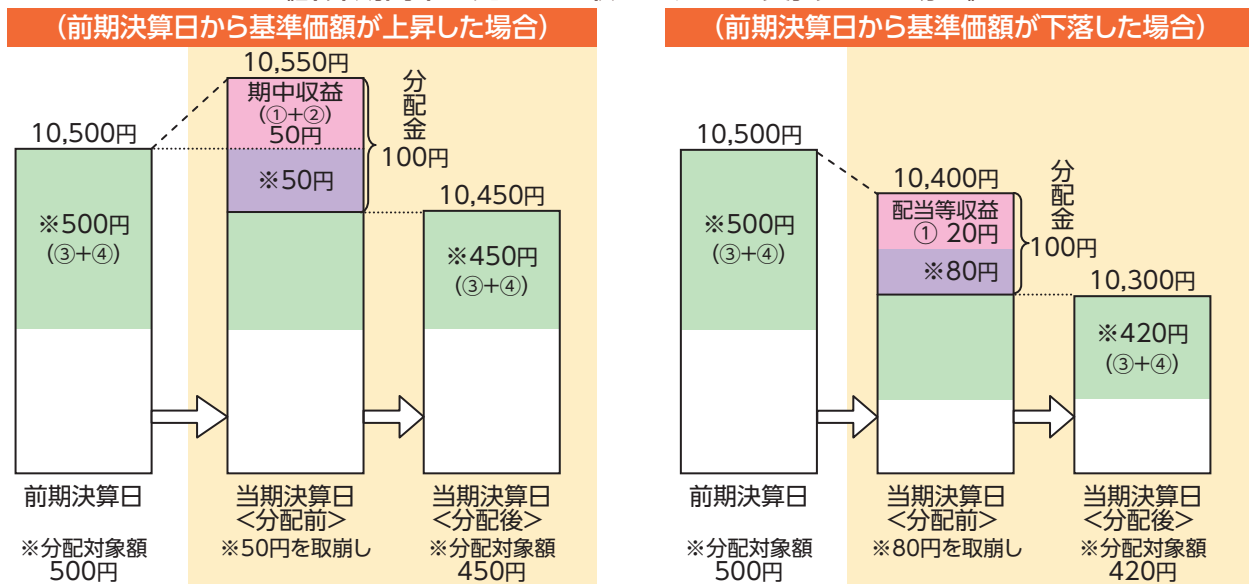 (前期決算日から基準価額が上昇した場合)
10,550円
期中収益
(①+②)
50円
分配金
100円
10,500円
※50円
10,450円
※500円
(③+④)
※450円
(③+④)
前期決算日
当期決算日
<分配前>
当期決算日
<分配後>
※分配対象額
500円
※50円を取崩し
※分配対象額
450円
(前期決算日から基準価額が下落した場合)
10,500円
10,400円
配当等収益
① 20円
分配金
100円
※80円
※500円
(③+④)
10,300円
※420円
(③+④)
前期決算日
当期決算日
<分配前>
当期決算日
<分配後>
※分配対象額
500円
※80円を取崩し
※分配対象額
420円